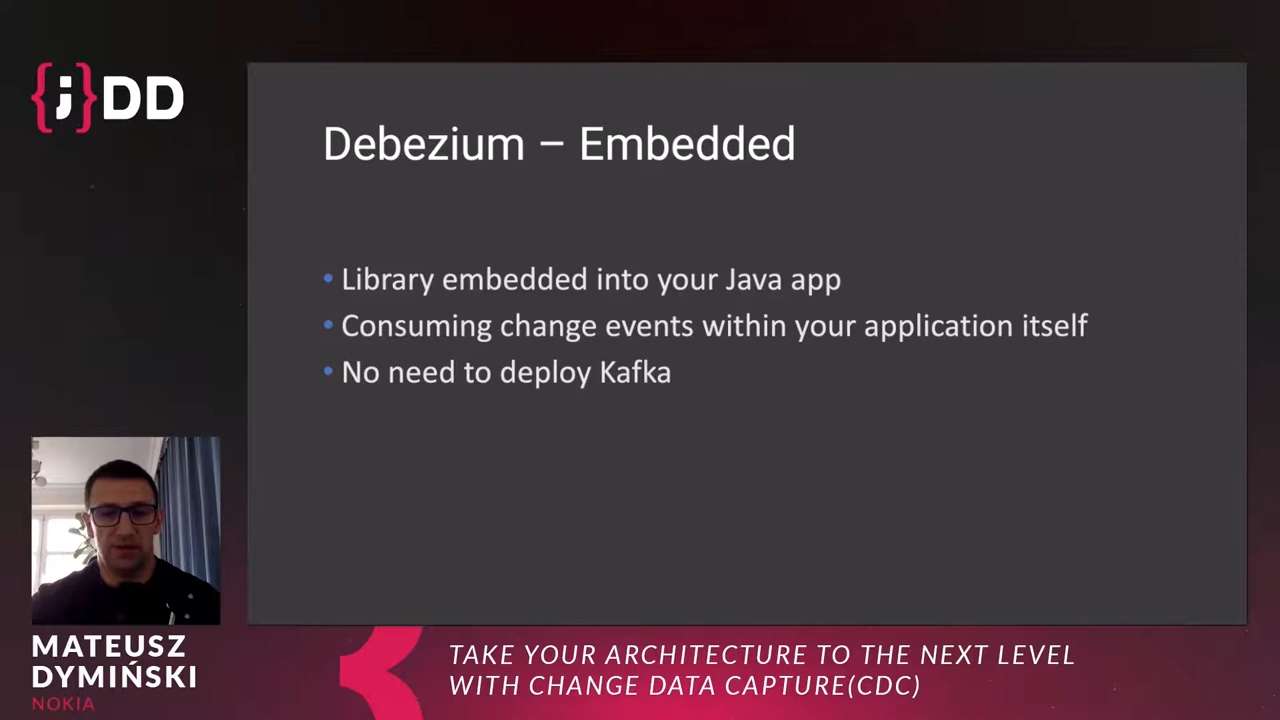 {;}DD
Debezium – Embedded
• Library embedded into your Java app
• Consuming change events within your application itself
• No need to deploy Kafka
MATEUSZ
DYMIŃSKI
NOKIA
TAKE YOUR ARCHITECTURE TO THE NEXT LEVEL
WITH CHANGE DATA CAPTURE(CDC)